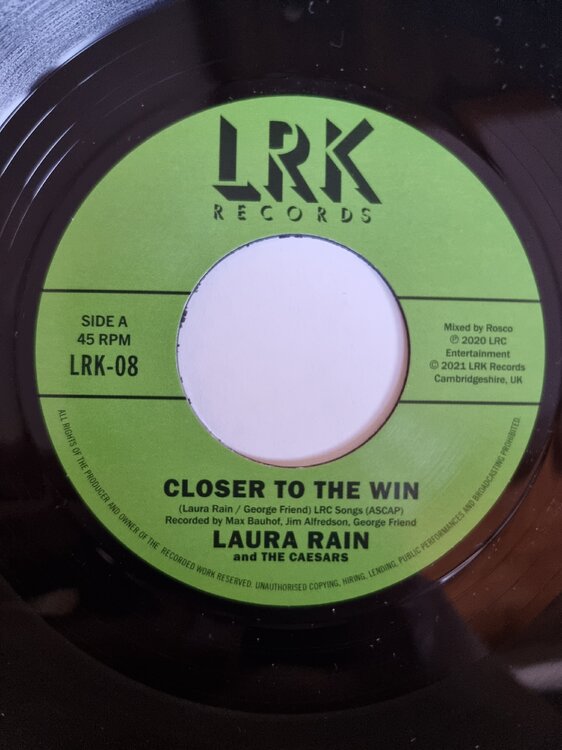 LRK
RECORDS
SIDE A
45 RPM
LRK-08
Mixed by Rosco
℗ 2020 LRC
Entertainment
© 2021 LRK Records
Cambridgeshire, UK
CLOSER TO THE WIN
(Laura Rain / George Friend) LRC Songs (ASCAP)
Recorded by Max Bauhof, Jim Alfredson, George Friend
LAURA RAIN
and THE CAESARS
ALL RIGHTS OF THE PRODUCER AND OWNER OF THE RECORDED WORK RESERVED. UNAUTHORISED COPYING, HIRING, LENDING, PUBLIC PERFORMANCES AND BROADCASTING PROHIBITED.